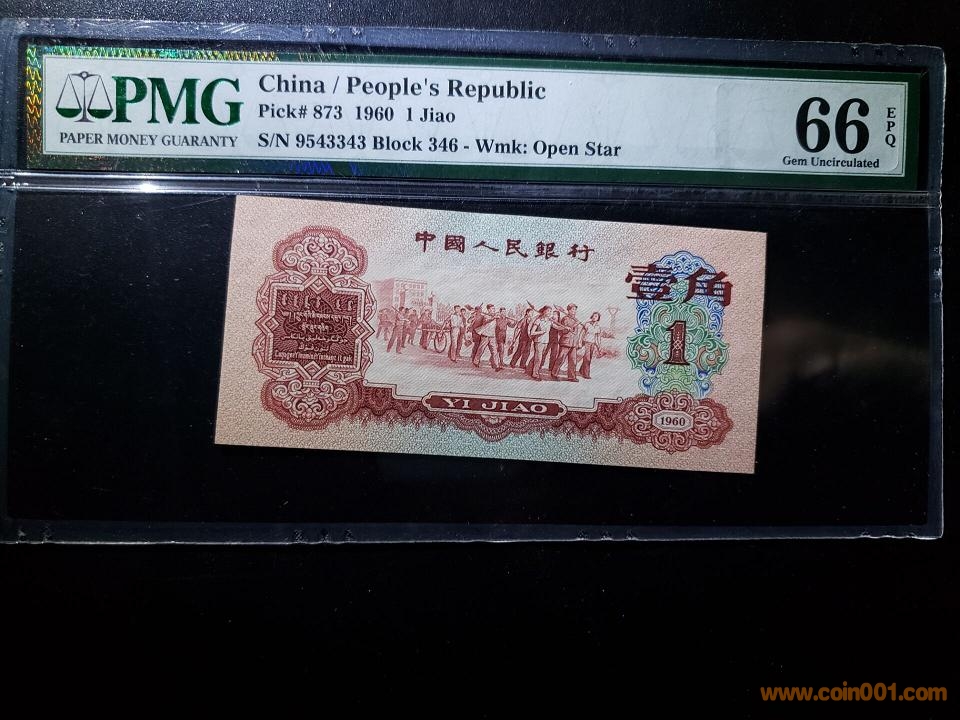 PMG
PAPER MONEY GUARANTY
China / People's Republic
Pick# 873 1960 1 Jiao
S/N 9543343 Block 346 - Wmk: Open Star
66
EPQ
Gem Uncirculated
中國人民銀行
壹角
1
YI JIAO
1960
www.coin001.com